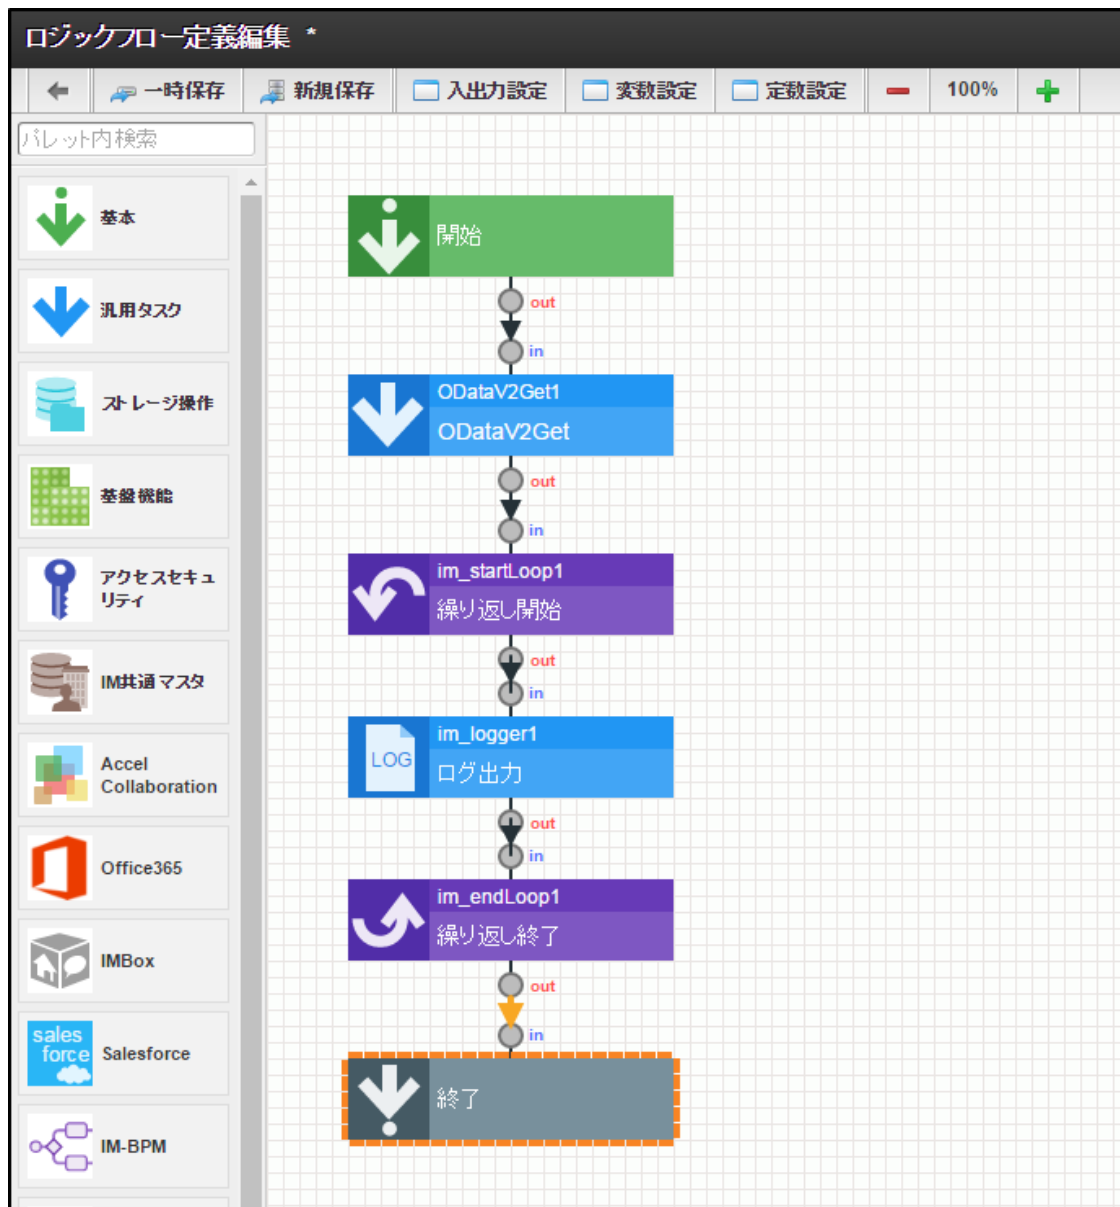 ロジックフロー定義編集 *
一時保存 新規保存 入出力設定 変数設定 定数設定 100%
パレット内検索
基本
汎用タスク
ストレージ操作
基盤機能
アクセスセキュ
リティ
IM共通マスタ
Accel
Collaboration
Office365
IMBox
sales
force
Salesforce
IM-BPM
開始
out
in
ODataV2Get1
ODataV2Get
out
in
im_startLoop1
繰り返し開始
out
in
im_logger1
LOG
ログ出力
out
in
im_endLoop1
繰り返し終了
out
in
終了